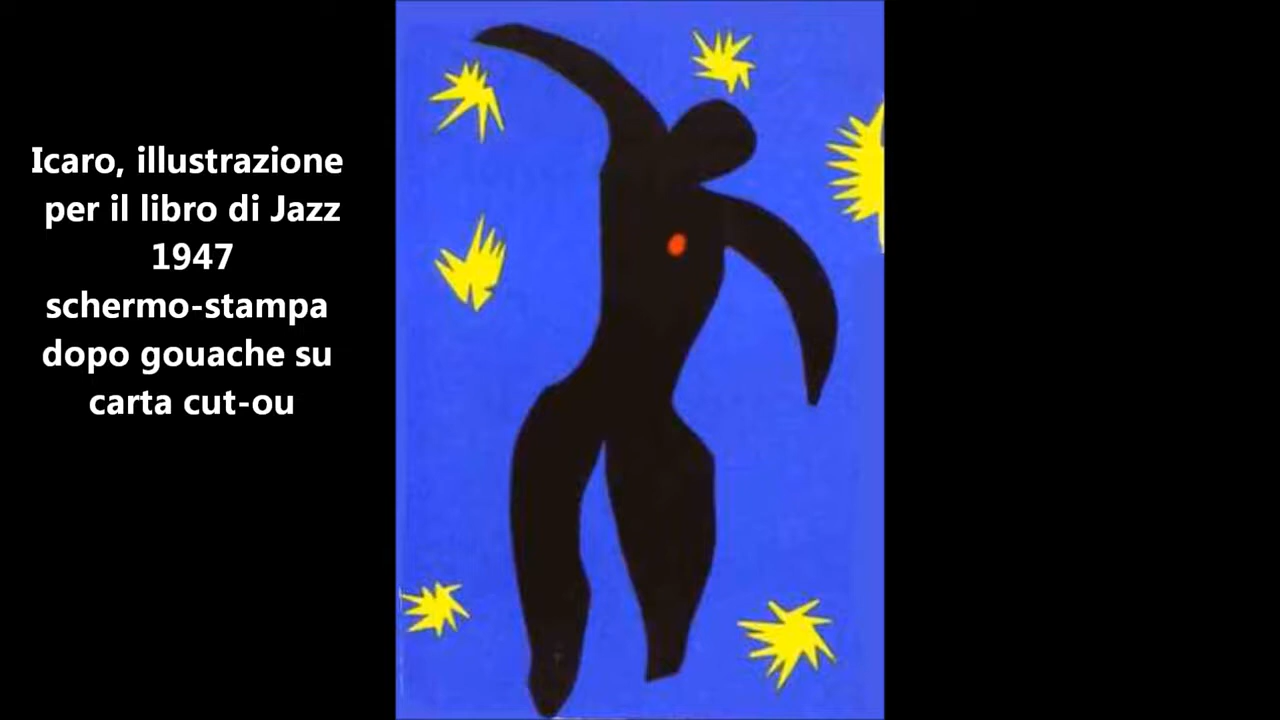 Icaro, illustrazione
per il libro di Jazz
1947
schermo-stampa
dopo gouache su
carta cut-ou